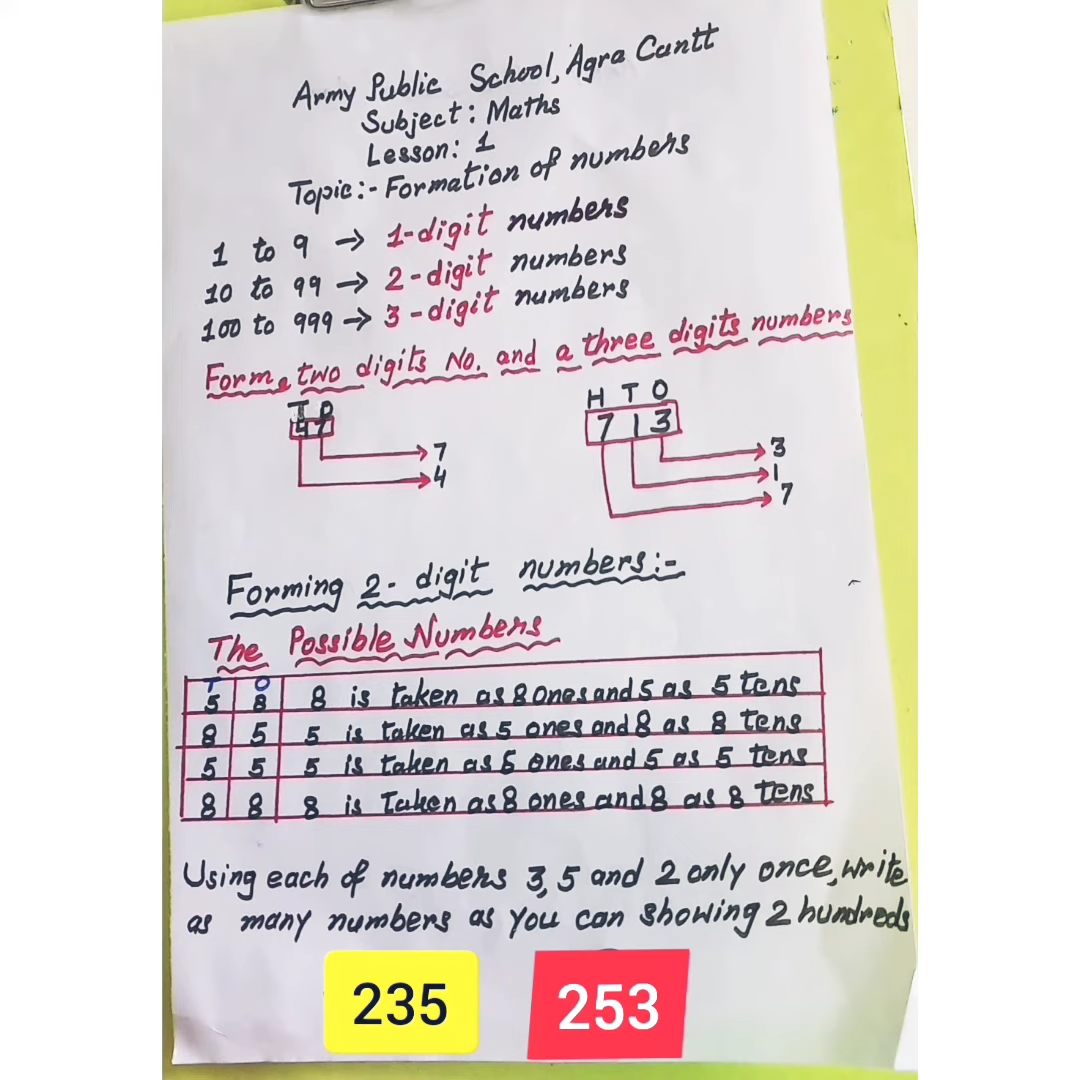 Army Public School, Agra Cantt
Subject: Maths
Lesson: 1
Topic:- Formation of numbers
1 to 9 → 1-digit numbers
10 to 99 → 2-digit numbers
100 to 999 → 3-digit numbers
Form a two digits No. and a three digits numbers
T O
47
7
4
H T O
7 1 3
3
1
7
Forming 2-digit numbers:-
The Possible Numbers
T O
5 8 8 is taken as 8 Ones and 5 as 5 tens
8 5 5 is taken as 5 ones and 8 as 8 tens
5 5 5 is taken as 5 ones and 5 as 5 tens
8 8 8 is Taken as 8 ones and 8 as 8 tens
Using each of numbers 3, 5 and 2 only once, write
as many numbers as you can showing 2 hundreds
235 253